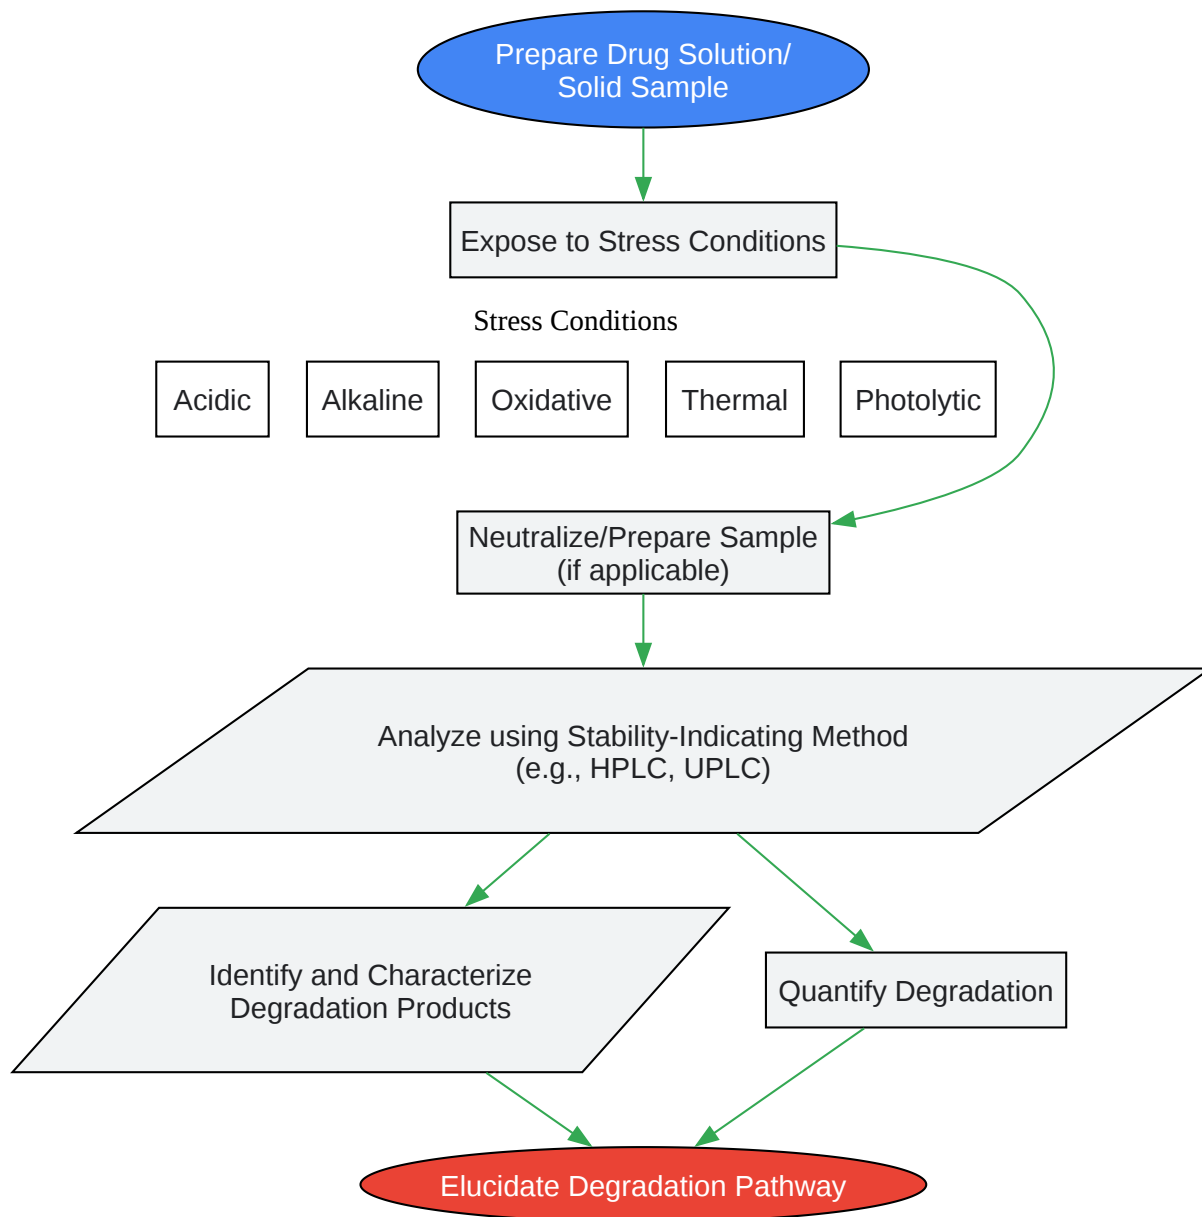 Prepare Drug Solution/
Solid Sample
Expose to Stress Conditions
Stress Conditions
Acidic
Alkaline
Oxidative
Thermal
Photolytic
Neutralize/Prepare Sample
(if applicable)
Analyze using Stability-Indicating Method
(e.g., HPLC, UPLC)
Identify and Characterize
Degradation Products
Quantify Degradation
Elucidate Degradation Pathway